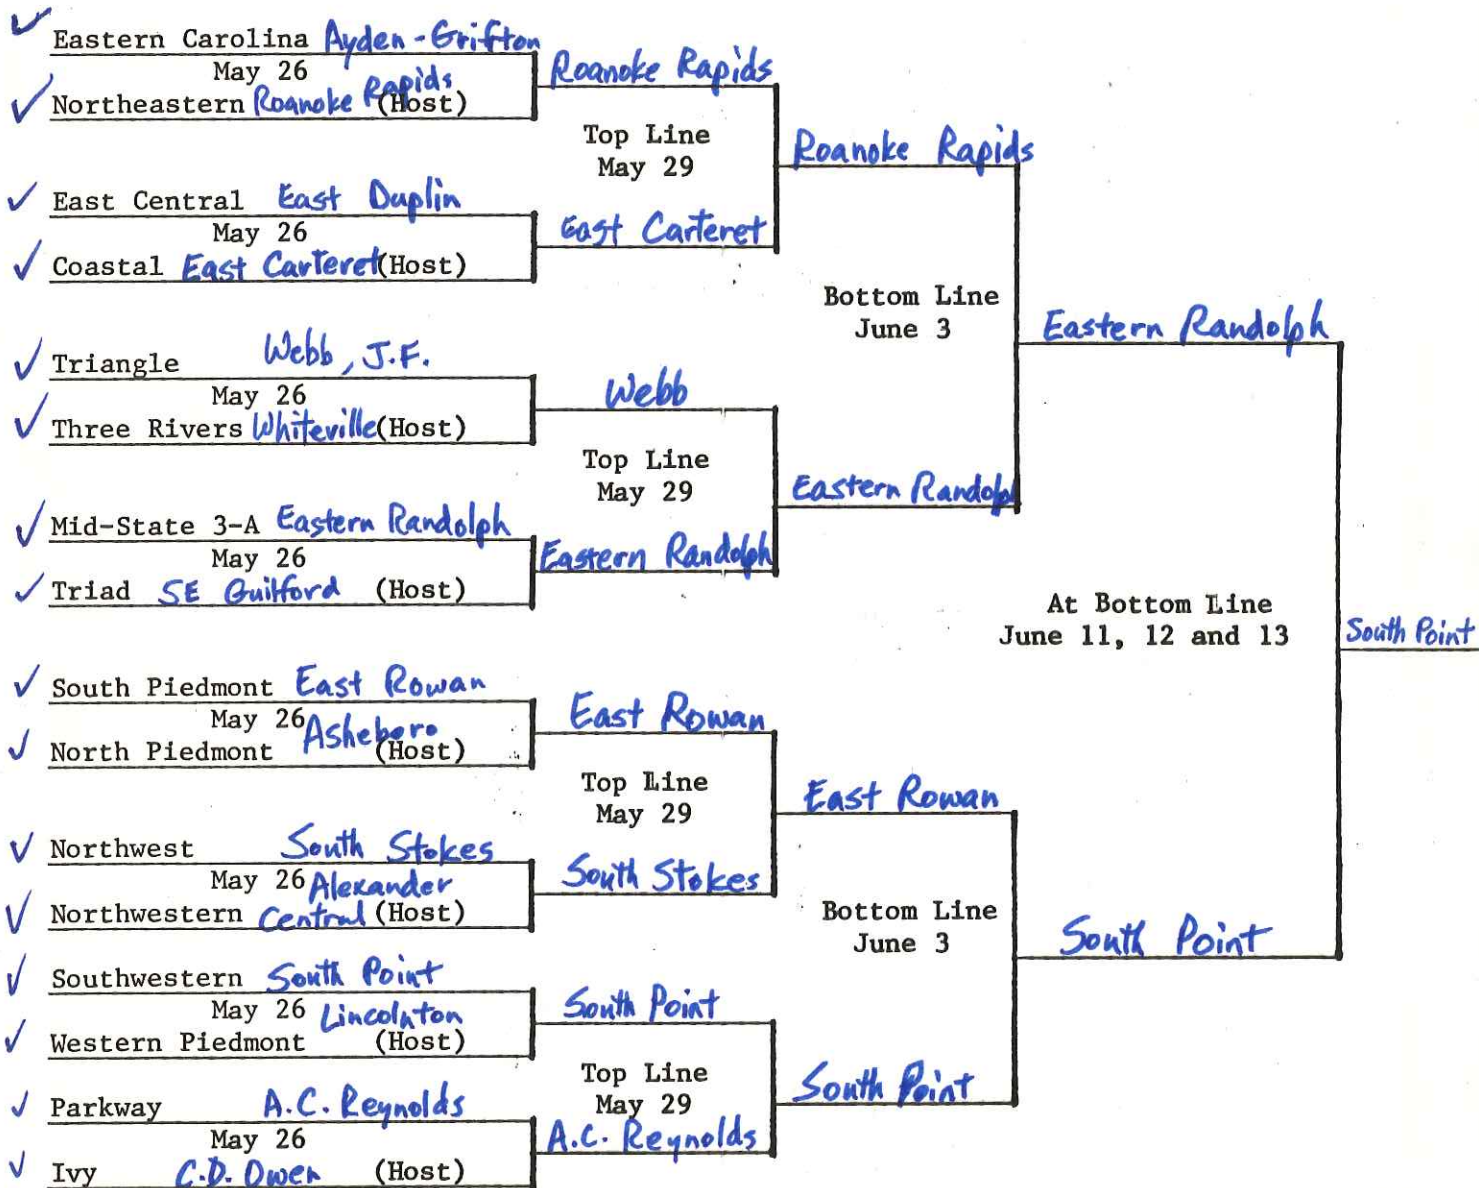 Eastern Carolina Ayden-Grifton
May 26
Northeastern Roanoke Rapids (Host)
Roanoke Rapids
Top Line
May 29
Roanoke Rapids
East Central East Duplin
May 26
Coastal East Carteret (Host)
East Carteret
Bottom Line
June 3
Eastern Randolph
Triangle Webb, J.F.
May 26
Three Rivers Whiteville (Host)
Webb
Top Line
May 29
Eastern Randolph
Mid-State 3-A Eastern Randolph
May 26
Triad SE Guilford (Host)
Eastern Randolph
At Bottom Line
June 11, 12 and 13
South Point
South Piedmont East Rowan
May 26
North Piedmont Asheboro (Host)
East Rowan
Top Line
May 29
East Rowan
Northwest South Stokes
May 26
Northwestern Alexander Central (Host)
South Stokes
Bottom Line
June 3
South Point
Southwestern South Point
May 26
Western Piedmont Lincolnton (Host)
South Point
Top Line
May 29
South Point
Parkway A.C. Reynolds
May 26
Ivy C.D. Owen (Host)
A.C. Reynolds